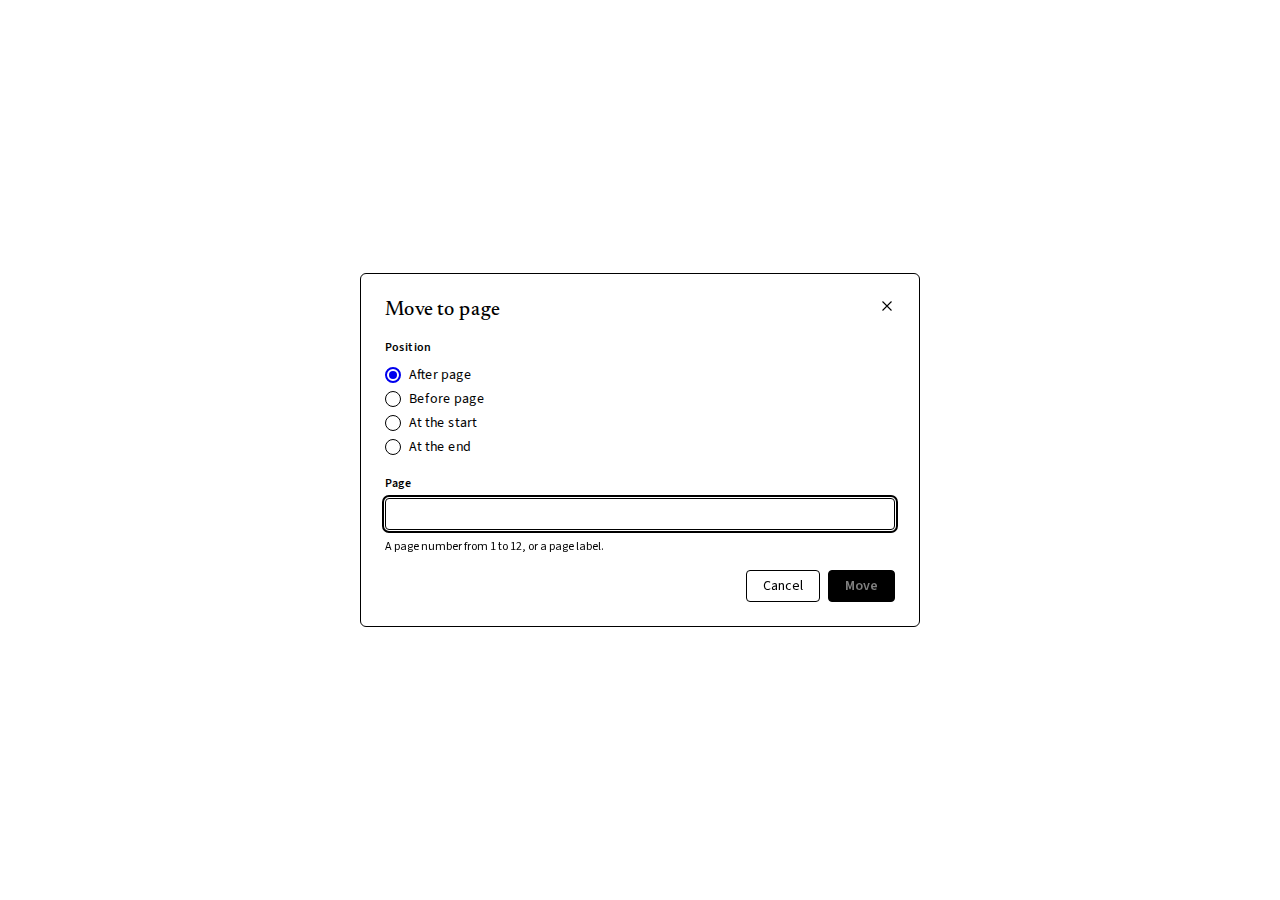 Move to page
Position
After page
Before page
At the start
At the end
Page
A page number from 1 to 12, or a page label.
Cancel
Move